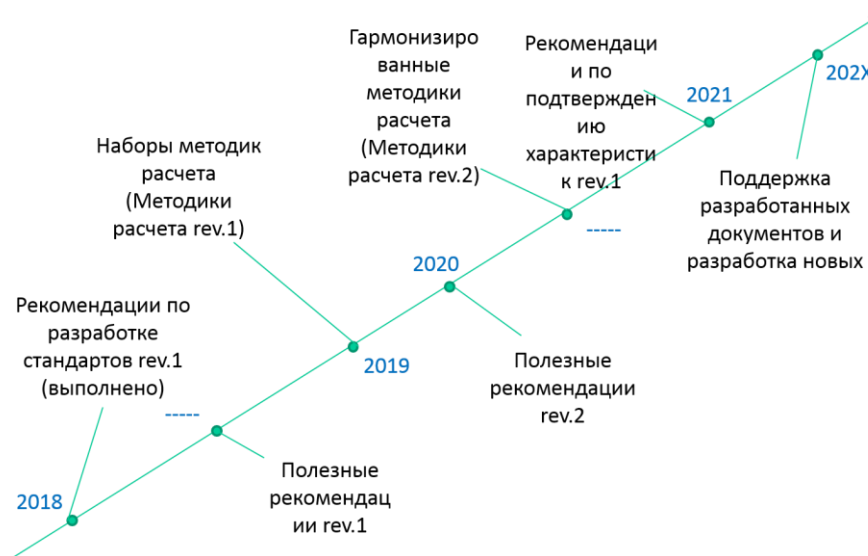 Гармонизиро
ванные
методики
расчета
(Методики
расчета rev.2)
Рекомендаци
и по
подтвержден
ию
характеристи
к rev.1
202X
2021
Наборы методик
расчета
(Методики
расчета rev.1)
Поддержка
разработанных
документов и
разработка новых
-----
2020
Рекомендации по
разработке
стандартов rev.1
(выполнено)
2019
Полезные
рекомендации
rev.2
-----
Полезные
рекомендац
ии rev.1
2018